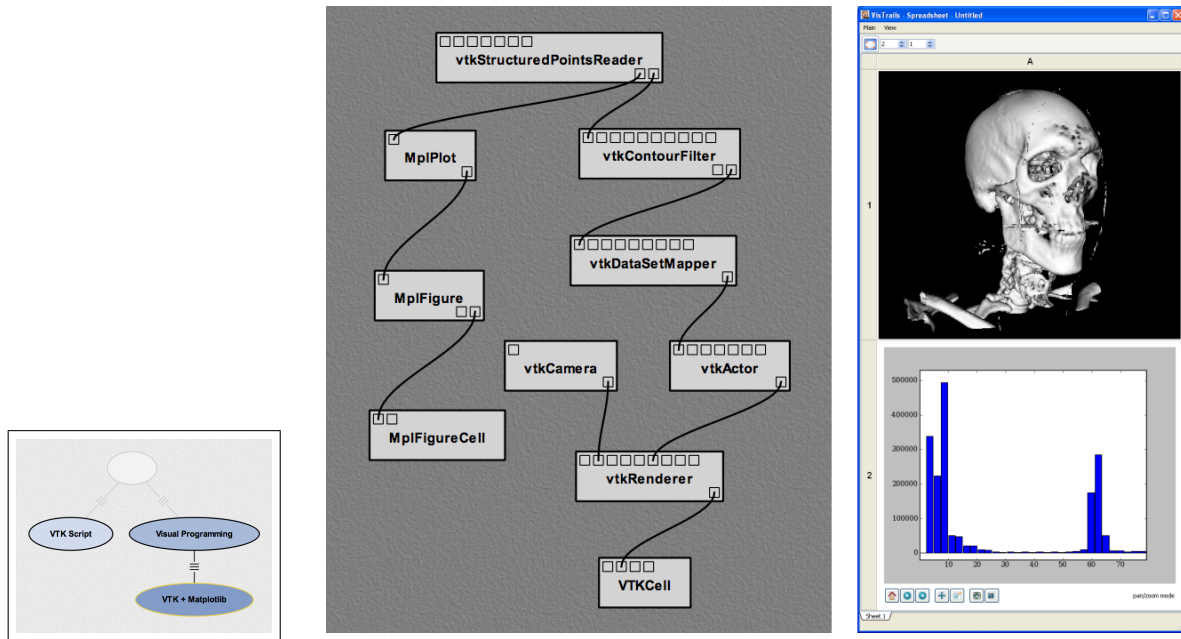 VTK Script
Visual Programming
VTK + Matplotlib
vtkStructuredPointsReader
MplPlot
vtkContourFilter
vtkDataSetMapper
MplFigure
vtkCamera
vtkActor
MplFigureCell
vtkRenderer
VTKCell
VisTrails - Spreadsheet - Untitled
Main View
2 1
A
1
2
500000
400000
300000
200000
100000
0
10 20 30 40 50 60 70
pan/zoom mode
Sheet 1